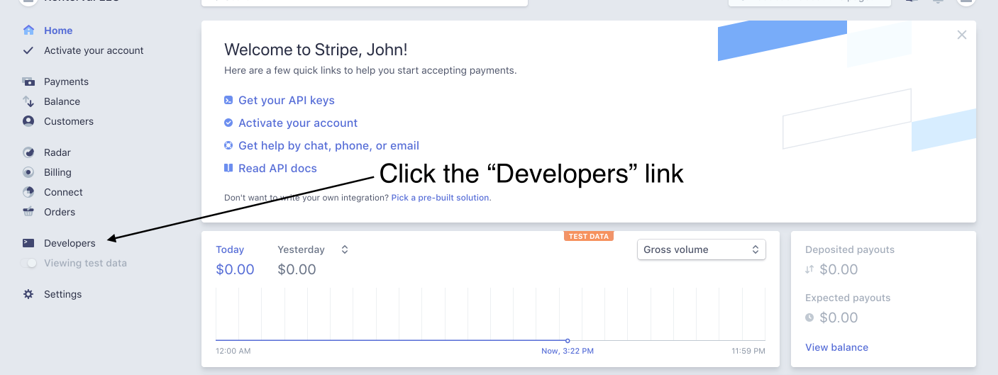 Home
Activate your account
Payments
Balance
Customers
Radar
Billing
Connect
Orders
Developers
Viewing test data
Settings
Welcome to Stripe, John!
Here are a few quick links to help you start accepting payments.
Get your API keys
Activate your account
Get help by chat, phone, or email
Read API docs
Click the “Developers” link
Don't want to write your own integration? Pick a pre-built solution.
TEST DATA
Today Yesterday Gross volume
$0.00 $0.00
12:00 AM Now, 3:22 PM 11:59 PM
Deposited payouts
$0.00
Expected payouts
$0.00
View balance